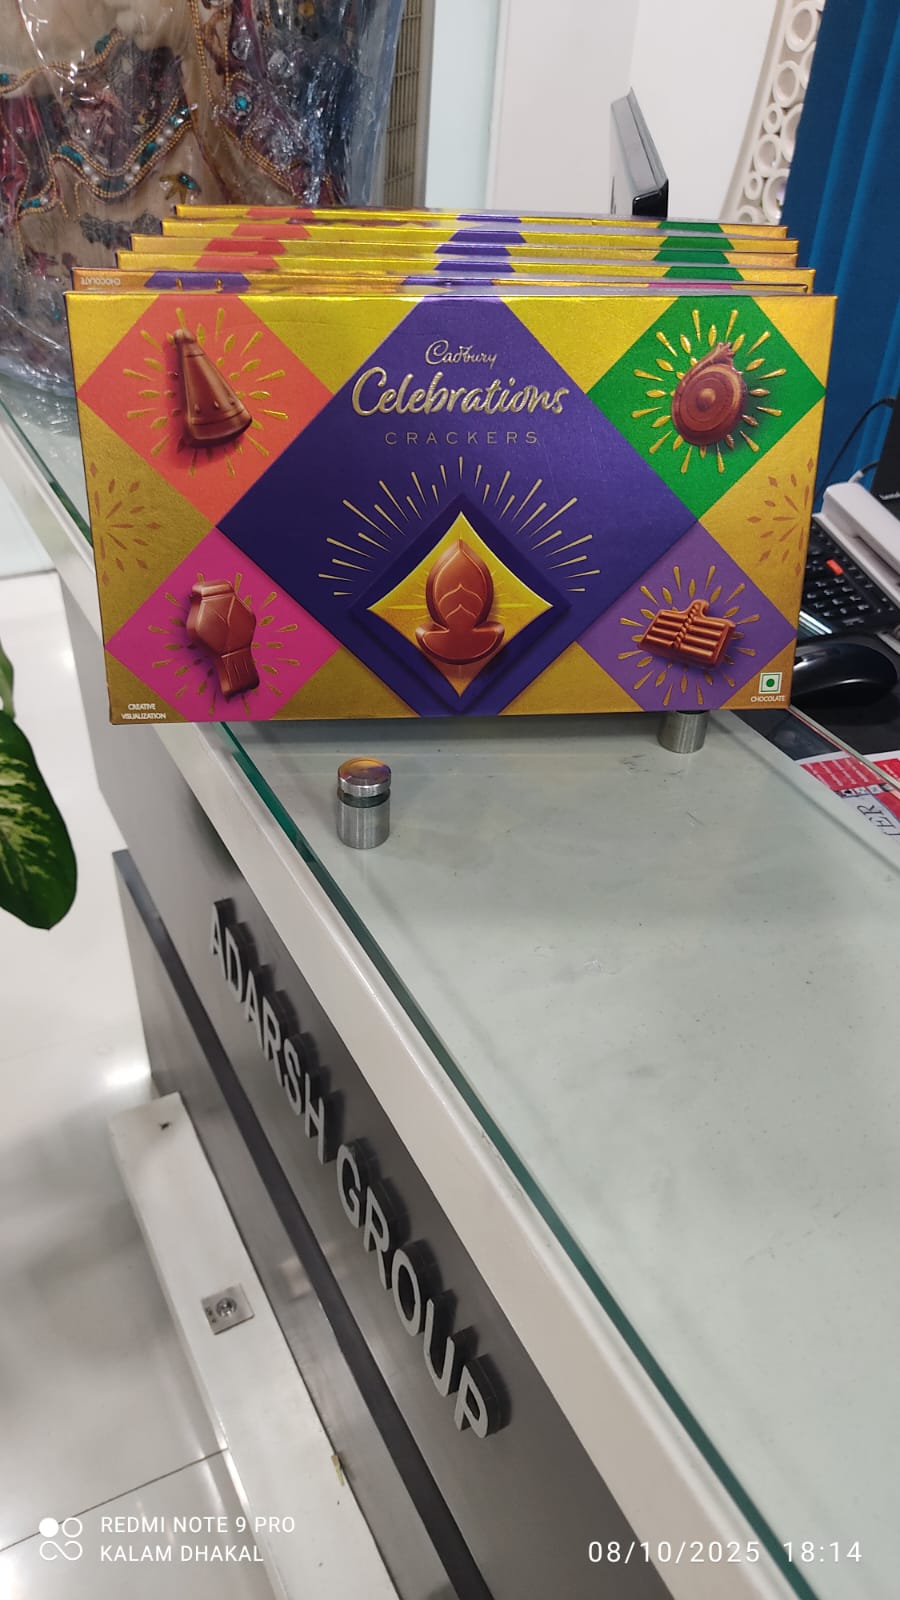 CHOCOLATE
Cadbury
Celebrations
CRACKERS
CREATIVE
VISUALIZATION
CHOCOLATE
ADARSH GROUP
REDMI NOTE 9 PRO
KALAM DHAKAL
08/10/2025 18:14